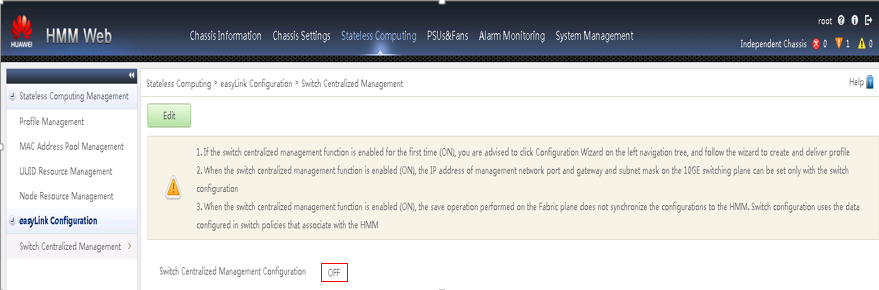 HUAWEI
HMM Web
Chassis Information Chassis Settings Stateless Computing PSUs&Fans Alarm Monitoring System Management
root
Independent Chassis 0 1 0
Stateless Computing Management
Profile Management
MAC Address Pool Management
UUID Resource Management
Node Resource Management
easyLink Configuration
Switch Centralized Management
Stateless Computing > easyLink Configuration > Switch Centralized Management
Help
Edit
1. If the switch centralized management function is enabled for the first time (ON), you are advised to click Configuration Wizard on the left navigation tree, and follow the wizard to create and deliver profile
2. When the switch centralized management function is enabled (ON), the IP address of management network port and gateway and subnet mask on the 10GE switching plane can be set only with the switch
configuration
3. When the switch centralized management function is enabled (ON), the save operation performed on the Fabric plane does not synchronize the configurations to the HMM. Switch configuration uses the data
configured in switch policies that associate with the HMM
Switch Centralized Management Configuration OFF